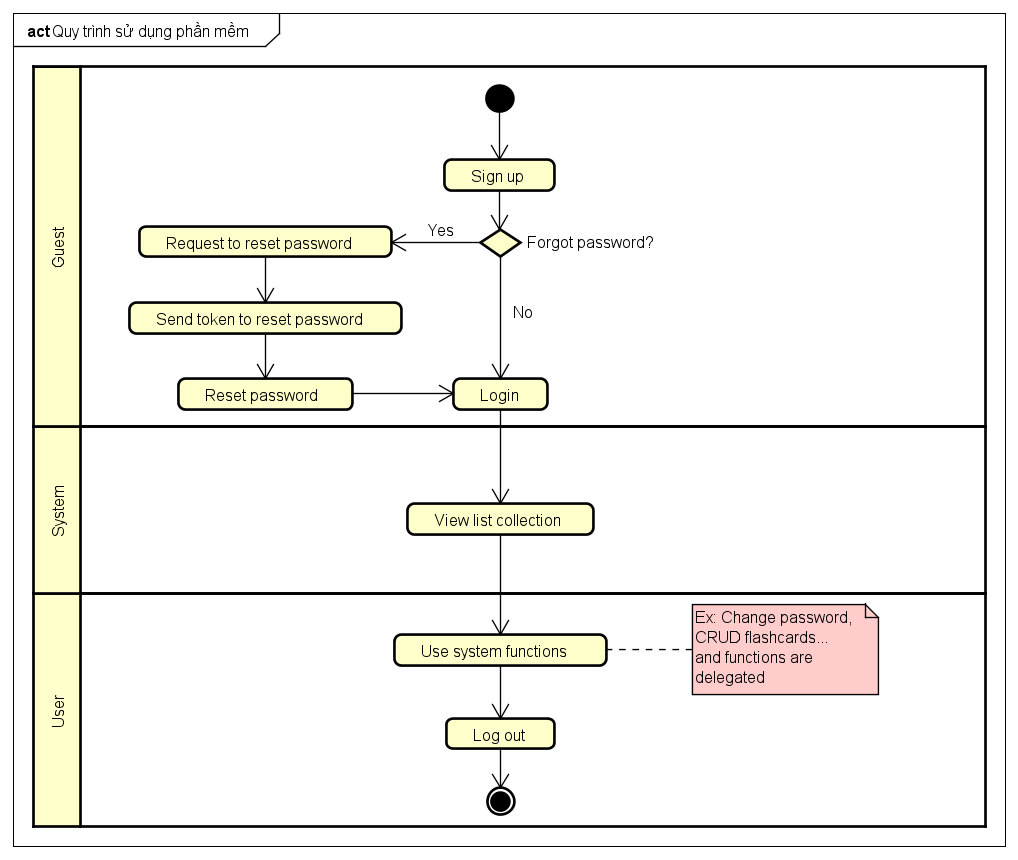 act Quy trình sử dụng phần mềm
Guest
Sign up
Forgot password?
Yes
Request to reset password
No
Send token to reset password
Reset password
Login
System
View list collection
User
Use system functions
Ex: Change password,
CRUD flashcards...
and functions are
delegated
Log out